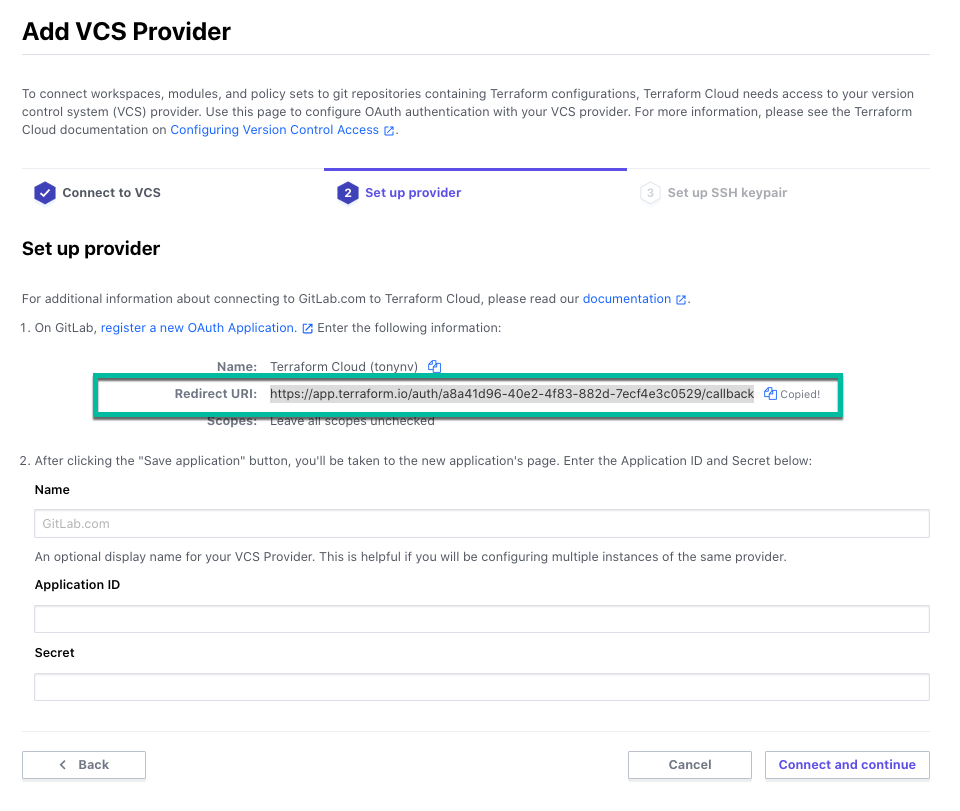 Add VCS Provider
To connect workspaces, modules, and policy sets to git repositories containing Terraform configurations, Terraform Cloud needs access to your version
control system (VCS) provider. Use this page to configure OAuth authentication with your VCS provider. For more information, please see the Terraform
Cloud documentation on Configuring Version Control Access.
Connect to VCS
2 Set up provider
3 Set up SSH keypair
Set up provider
For additional information about connecting to GitLab.com to Terraform Cloud, please read our documentation.
1. On GitLab, register a new OAuth Application. Enter the following information:
Name: Terraform Cloud (tonynv)
Redirect URI: https://app.terraform.io/auth/a8a41d96-40e2-4f83-882d-7ecf4e3c0529/callback Copied!
Scopes: Leave all scopes unchecked
2. After clicking the "Save application" button, you'll be taken to the new application's page. Enter the Application ID and Secret below:
Name
GitLab.com
An optional display name for your VCS Provider. This is helpful if you will be configuring multiple instances of the same provider.
Application ID
Secret
Back
Cancel
Connect and continue